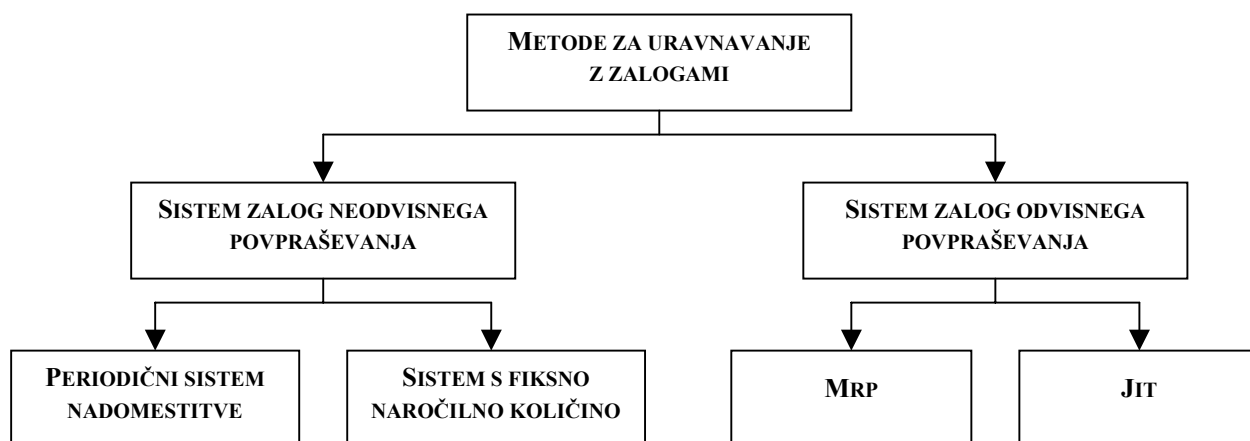 METODE ZA URAVNAVANJE
Z ZALOGAMI
SISTEM ZALOG NEODVISNEGA
POVPRAŠEVANJA
SISTEM ZALOG ODVISNEGA
POVPRAŠEVANJA
PERIODIČNI SISTEM
NADOMESTITVE
SISTEM S FIKSNO
NAROČILNO KOLIČINO
MRP
JIT